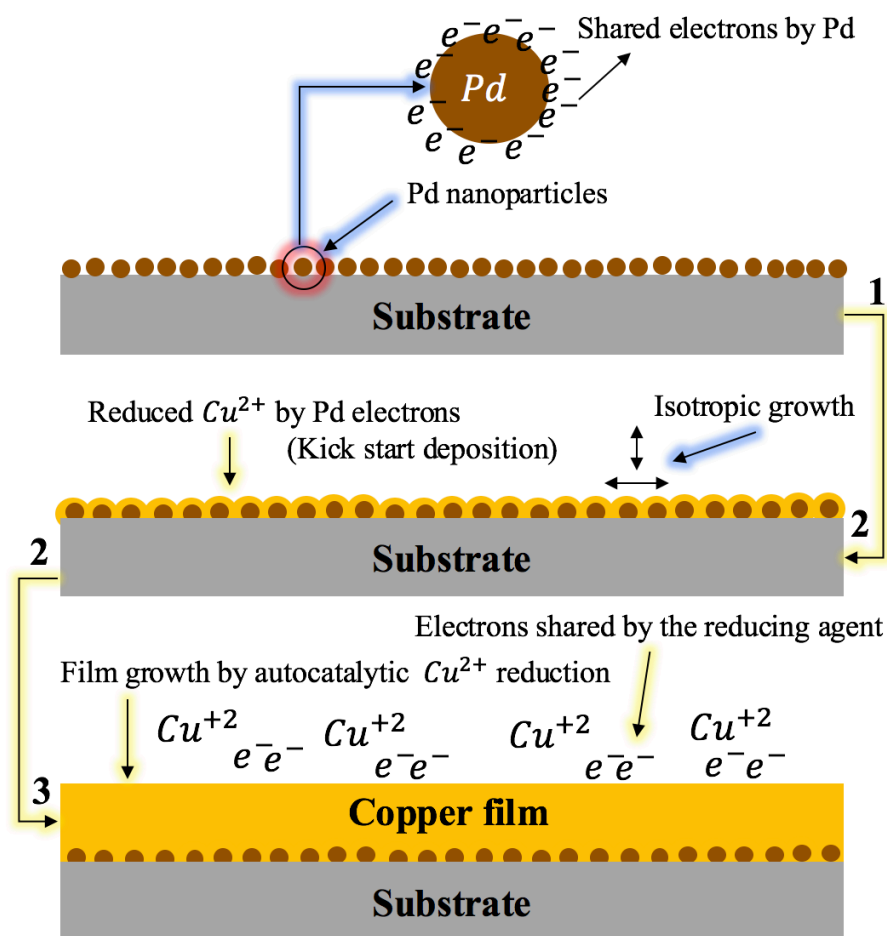 e⁻ e⁻ e⁻
Shared electrons by Pd
e⁻ e⁻
Pd
e⁻
e⁻ e⁻
e⁻ e⁻ e⁻
Pd nanoparticles
1
Substrate
Reduced Cu²⁺ by Pd electrons
(Kick start deposition)
Isotropic growth
2
2
Substrate
Electrons shared by the reducing agent
Film growth by autocatalytic Cu²⁺ reduction
Cu⁺² Cu⁺² Cu⁺² Cu⁺²
e⁻e⁻ e⁻e⁻ e⁻e⁻ e⁻e⁻
3
Copper film
Substrate